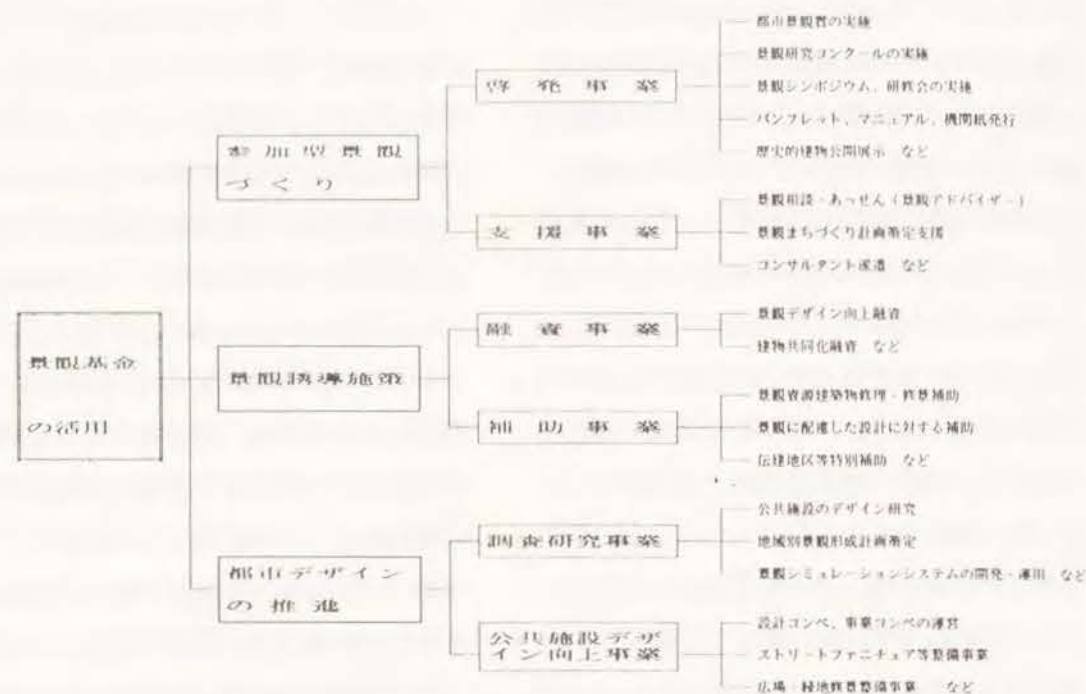 景観基金
の活用
参加型景観
づくり
啓発事業
都市景観賞の実施
景観研究コンクールの実施
景観シンポジウム、研修会の実施
パンフレット、マニュアル、機関紙発行
歴史的建物公開展示 など
支援事業
景観相談・あっせん(景観アドバイザー)
景観まちづくり計画策定支援
コンサルタント派遣 など
景観誘導施策
融資事業
景観デザイン向上融資
建物共同化融資 など
補助事業
景観資源建築物修理・修景補助
景観に配慮した設計に対する補助
伝建地区等特別補助 など
都市デザイン
の推進
調査研究事業
公共施設のデザイン研究
地域別景観形成計画策定
景観シミュレーションシステムの開発・運用 など
公共施設デザ
イン向上事業
設計コンペ、事業コンペの運営
ストリートファニチュア等整備事業
広場・緑地修景整備事業 など